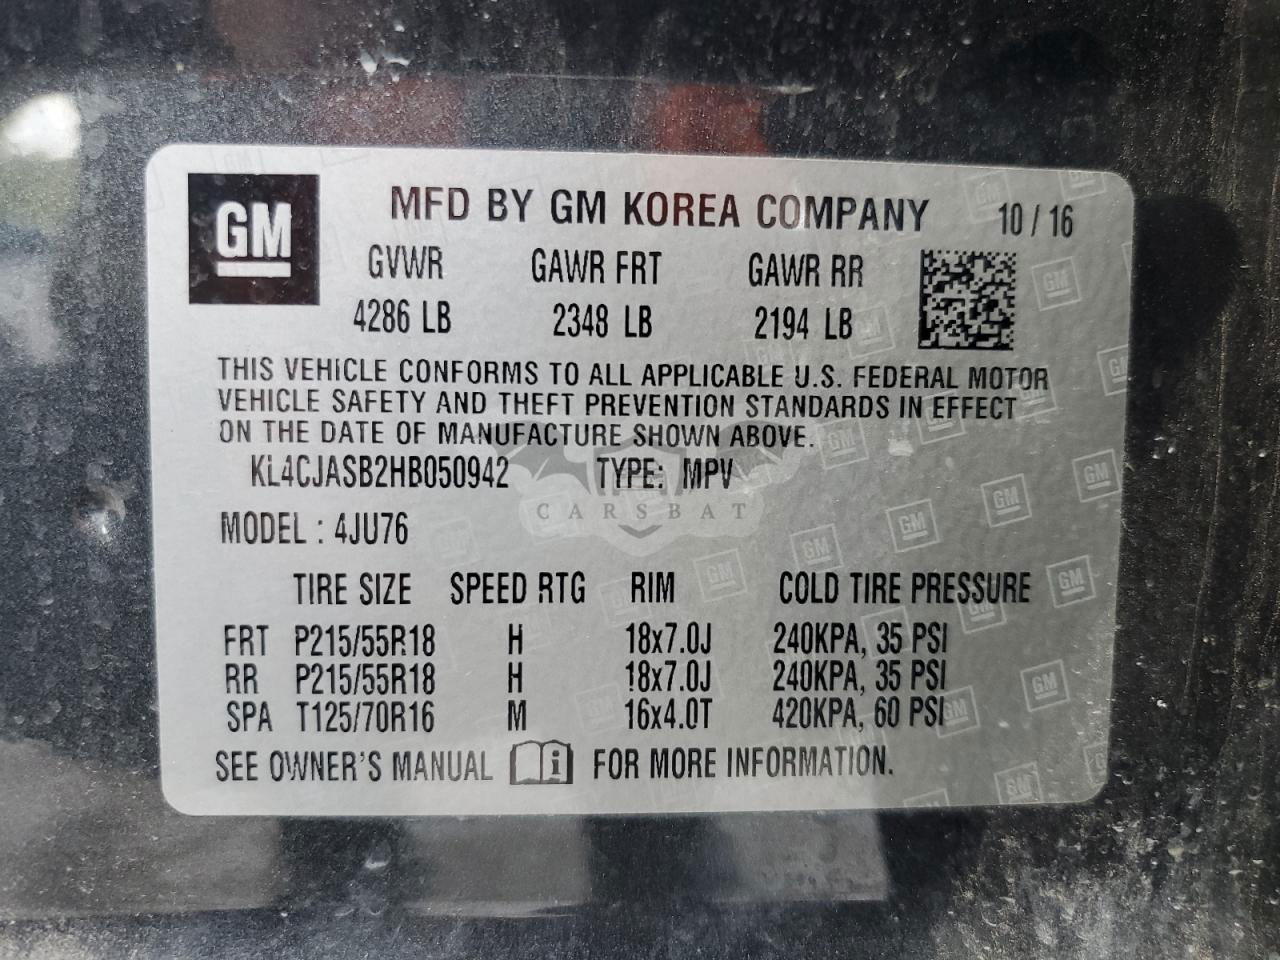 GM
MFD BY GM KOREA COMPANY 10 / 16
GVWR GAWR FRT GAWR RR
4286 LB 2348 LB 2194 LB
THIS VEHICLE CONFORMS TO ALL APPLICABLE U.S. FEDERAL MOTOR
VEHICLE SAFETY AND THEFT PREVENTION STANDARDS IN EFFECT
ON THE DATE OF MANUFACTURE SHOWN ABOVE.
KL4CJASB2HB050942 TYPE: MPV
CARSBAT
MODEL : 4JU76
TIRE SIZE SPEED RTG RIM COLD TIRE PRESSURE
FRT P215/55R18 H 18x7.0J 240KPA, 35 PSI
RR P215/55R18 H 18x7.0J 240KPA, 35 PSI
SPA T125/70R16 M 16x4.0T 420KPA, 60 PSI
SEE OWNER'S MANUAL i FOR MORE INFORMATION.